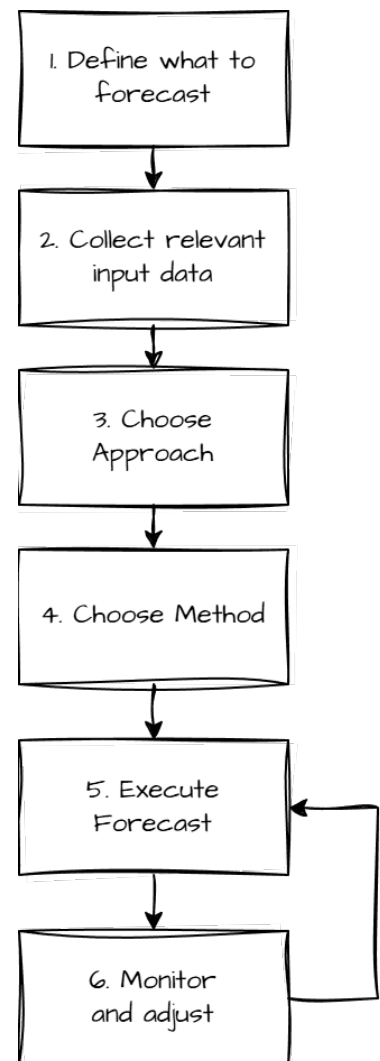 1. Define what to
forecast
2. Collect relevant
input data
3. Choose
Approach
4. Choose Method
5. Execute
Forecast
6. Monitor
and adjust